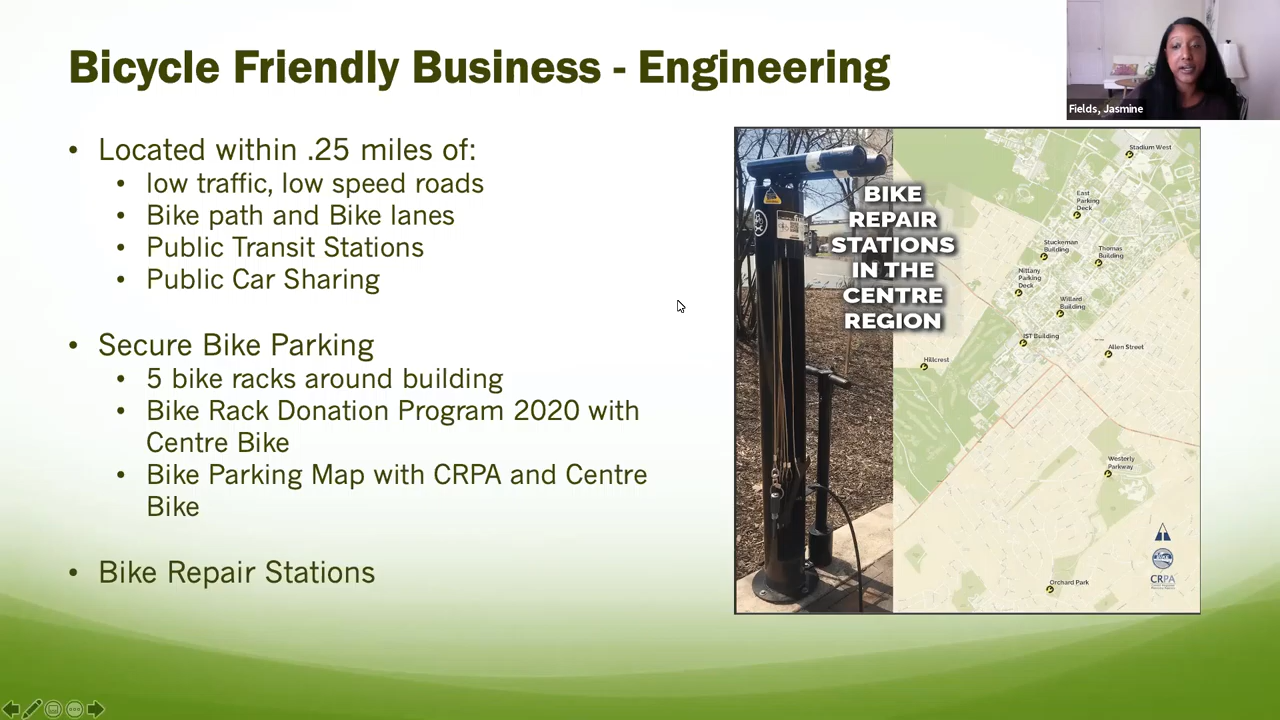 Bicycle Friendly Business - Engineering
Fields, Jasmine
• Located within .25 miles of:
• low traffic, low speed roads
• Bike path and Bike lanes
• Public Transit Stations
• Public Car Sharing
• Secure Bike Parking
• 5 bike racks around building
• Bike Rack Donation Program 2020 with
Centre Bike
• Bike Parking Map with CRPA and Centre
Bike
• Bike Repair Stations
BIKE
REPAIR
STATIONS
IN THE
CENTRE
REGION
Stadium West
East
Parking
Deck
Stuckeman
Building
Thomas
Building
Nittany
Parking
Deck
Willard
Building
IST Building
Allen Street
Hillcrest
Westerly
Parkway
Orchard Park
CRPA